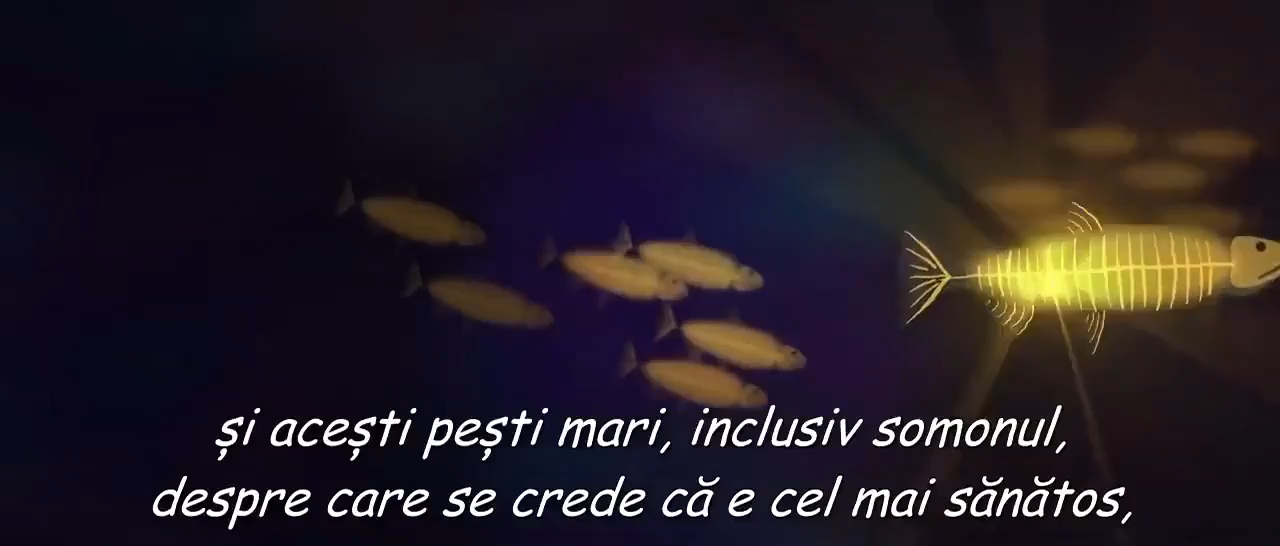 și acești pești mari, inclusiv somonul,
despre care se crede că e cel mai sănătos,